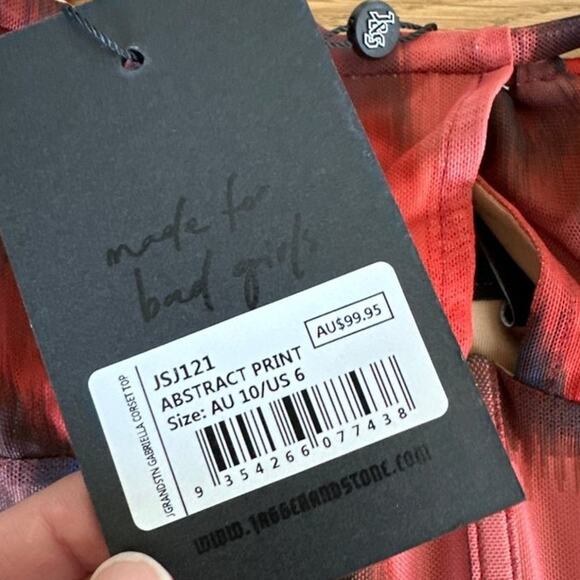 J&S
made for
bad girls
AU$99.95
JSJ121
ABSTRACT PRINT
Size: AU 10/US 6
JGRANDSTN GABRIELLA CORSET TOP
9 354266 077438
WWW.JAGGERANDSTONE.COM